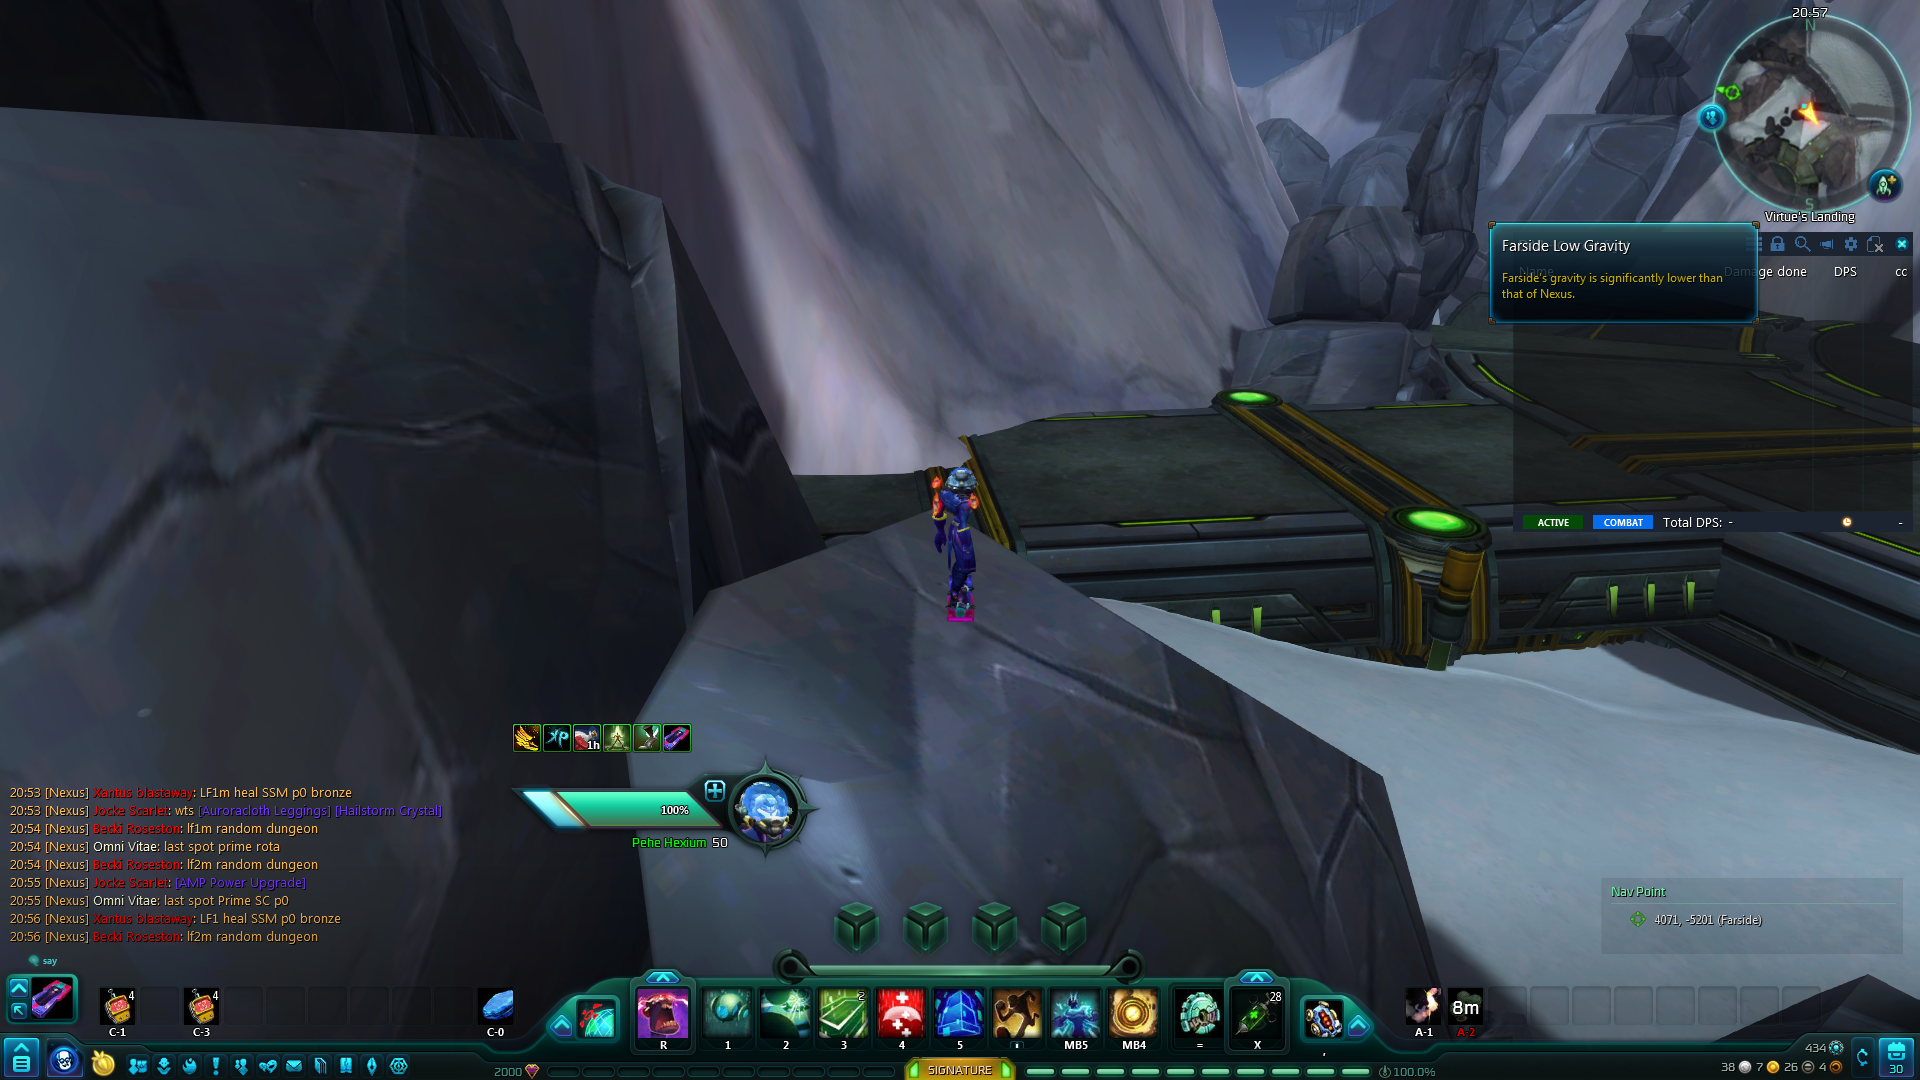 20:57
N
S
Virtue's Landing
Farside Low Gravity
Farside's gravity is significantly lower than
that of Nexus.
Name
Damage done
DPS
cc
ACTIVE
COMBAT
Total DPS: -
-
1h
100%
Pehe Hexium 50
20:53 [Nexus] Xantus blastaway: LF1m heal SSM p0 bronze
20:53 [Nexus] Jocke Scarlet: wts [Auroracloth Leggings] [Hailstorm Crystal]
20:54 [Nexus] Becki Roseston: lf1m random dungeon
20:54 [Nexus] Omni Vitae: last spot prime rota
20:54 [Nexus] Becki Roseston: lf2m random dungeon
20:55 [Nexus] Jocke Scarlet: [AMP Power Upgrade]
20:55 [Nexus] Omni Vitae: last spot Prime SC p0
20:56 [Nexus] Xantus blastaway: LF1 heal SSM p0 bronze
20:56 [Nexus] Becki Roseston: lf2m random dungeon
say
Nav Point
4071, -5201 (Farside)
4
C-1
4
C-3
C-0
R
1
2
2
3
4
5
MB5
MB4
=
28
X
A-1
8m
A-2
2000
SIGNATURE
100.0%
434
38 7 26 4
30